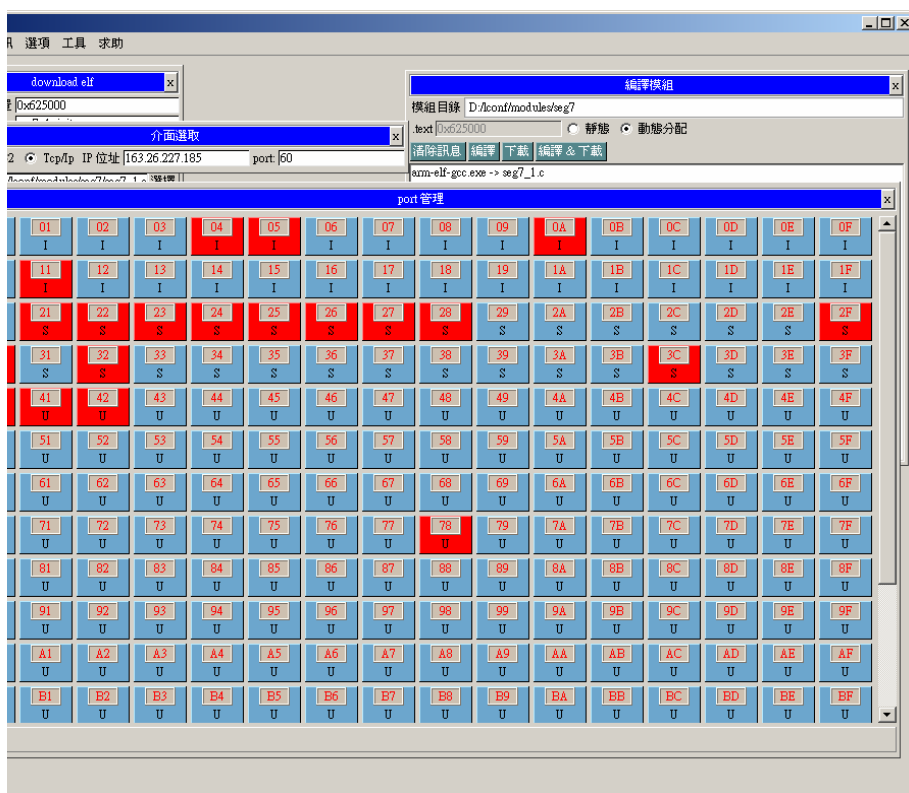 選項 工具 求助
download elf x
0x625000
編譯模組 x
模組目錄 D:/lconf/modules/seg7
.text 0x625000 靜態 動態分配
清除訊息 編譯 下載 編譯 & 下載
arm-elf-gcc.exe -> seg7_1.c
介面選取 x
2 Tcp/Ip IP 位址 163.26.227.185 port: 60
選擇
port 管理 x
01 02 03 04 05 06 07 08 09 0A 0B 0C 0D 0E 0F
I I I I I I I I I I I I I I I
11 12 13 14 15 16 17 18 19 1A 1B 1C 1D 1E 1F
I I I I I I I I I I I I I I I
21 22 23 24 25 26 27 28 29 2A 2B 2C 2D 2E 2F
S S S S S S S S S S S S S S S
31 32 33 34 35 36 37 38 39 3A 3B 3C 3D 3E 3F
S S S S S S S S S S S S S S S
41 42 43 44 45 46 47 48 49 4A 4B 4C 4D 4E 4F
U U U U U U U U U U U U U U U
51 52 53 54 55 56 57 58 59 5A 5B 5C 5D 5E 5F
U U U U U U U U U U U U U U U
61 62 63 64 65 66 67 68 69 6A 6B 6C 6D 6E 6F
U U U U U U U U U U U U U U U
71 72 73 74 75 76 77 78 79 7A 7B 7C 7D 7E 7F
U U U U U U U U U U U U U U U
81 82 83 84 85 86 87 88 89 8A 8B 8C 8D 8E 8F
U U U U U U U U U U U U U U U
91 92 93 94 95 96 97 98 99 9A 9B 9C 9D 9E 9F
U U U U U U U U U U U U U U U
A1 A2 A3 A4 A5 A6 A7 A8 A9 AA AB AC AD AE AF
U U U U U U U U U U U U U U U
B1 B2 B3 B4 B5 B6 B7 B8 B9 BA BB BC BD BE BF
U U U U U U U U U U U U U U U